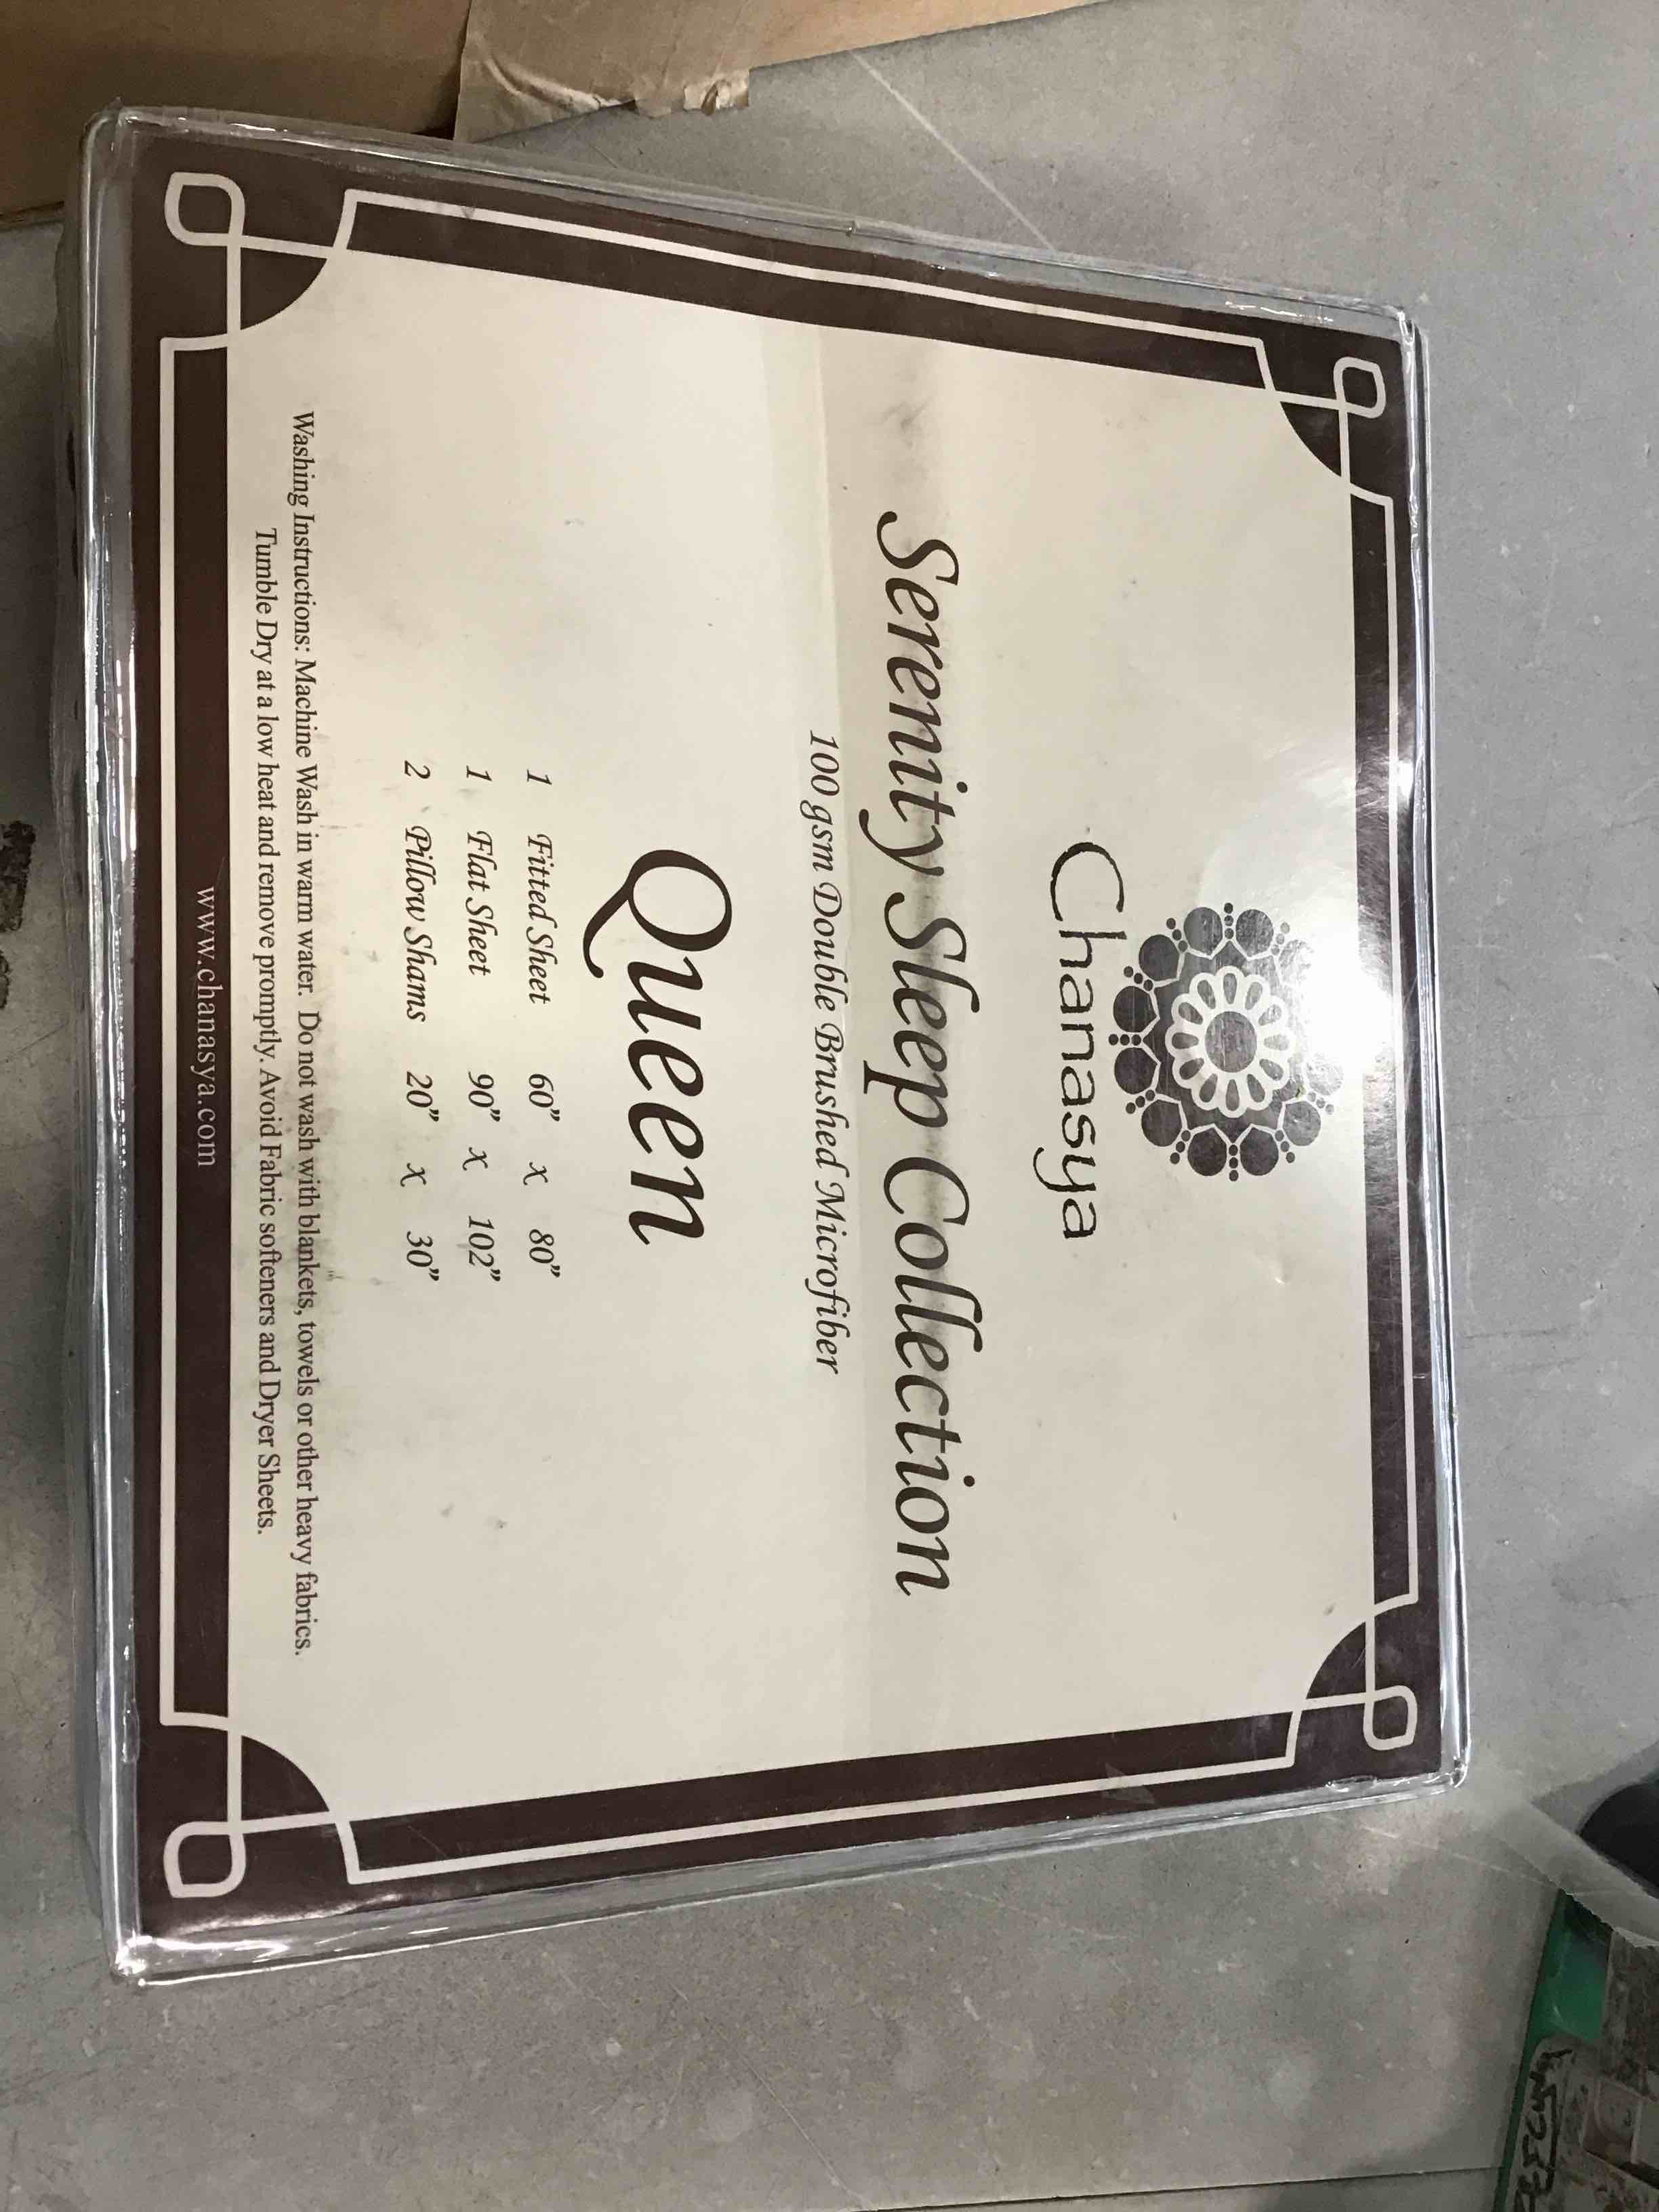 Chanasya
Serenity Sleep Collection
100 gsm Double Brushed Microfiber
Queen
1 Fitted Sheet 60” x 80”
1 Flat Sheet 90” x 102”
2 Pillow Shams 20” x 30”
Washing Instructions: Machine Wash in warm water. Do not wash with blankets, towels or other heavy fabrics.
Tumble Dry at a low heat and remove promptly. Avoid Fabric softeners and Dryer Sheets.
www.chanasya.com